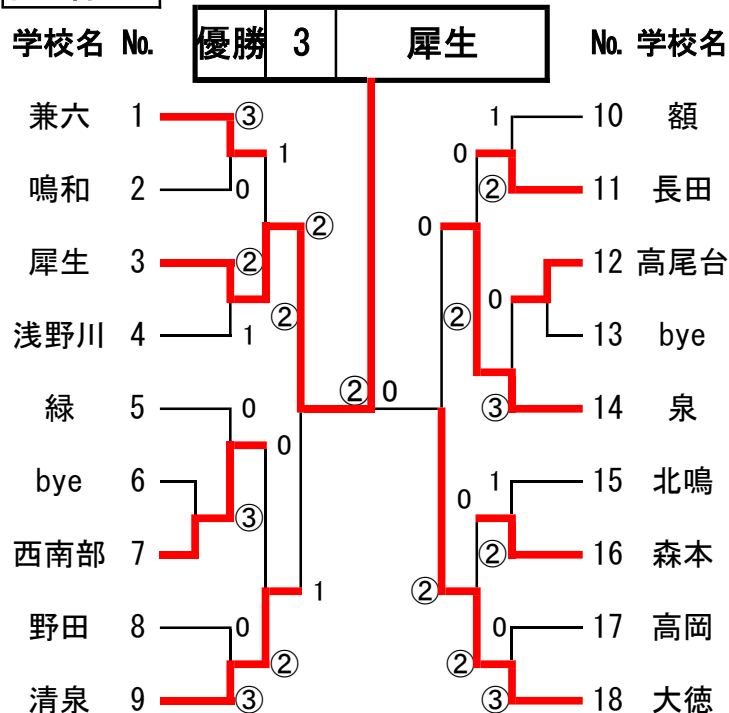 学校名 No. 優勝 3 犀生 No. 学校名
兼六 1 ③ 1 10 額
1 0
鳴和 2 0 ② 11 長田
② 0
犀生 3 ② 12 高尾台
② ② 0
浅野川 4 1 13 bye
② 0
緑 5 0 ③ 14 泉
0
bye 6 0 1 15 北鳴
③
西南部 7 ② 16 森本
1 ②
野田 8 0 0 17 高岡
② ②
清泉 9 ③ ③ 18 大徳